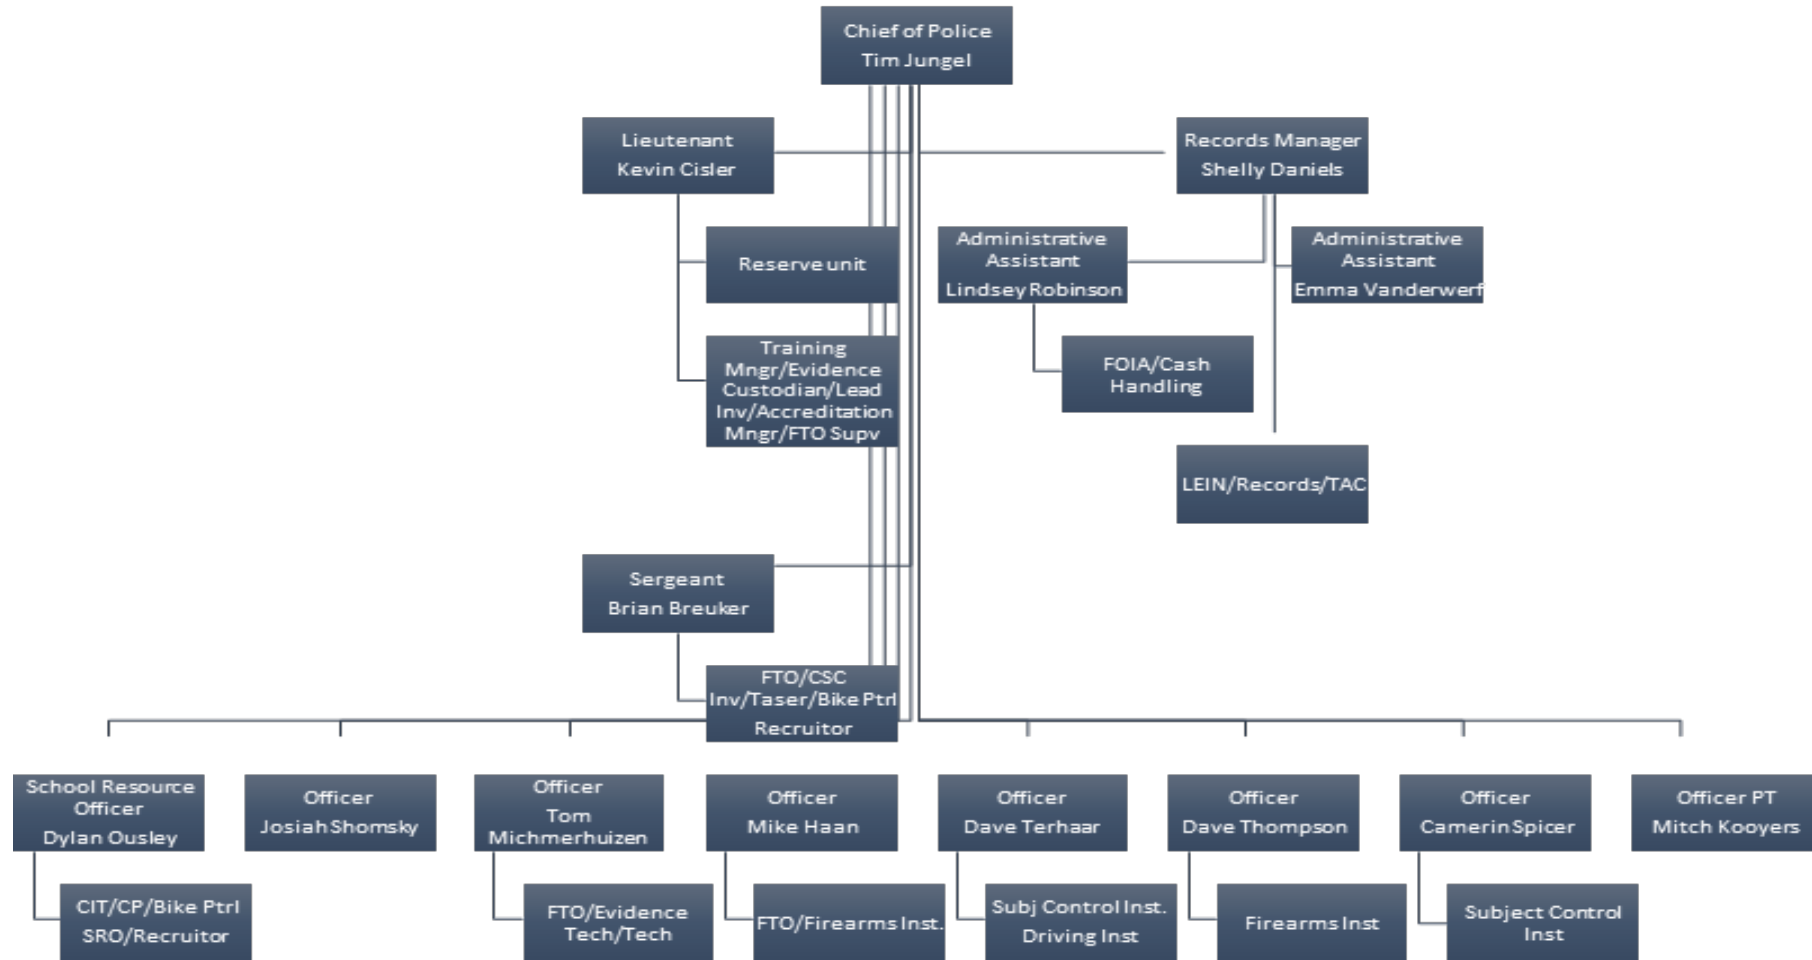 Chief of Police
Tim Jungel
Lieutenant
Kevin Cisler
Records Manager
Shelly Daniels
Reserve unit
Administrative
Assistant
Lindsey Robinson
Administrative
Assistant
Emma Vanderwerf
Training
Mngr/Evidence
Custodian/Lead
Inv/Accreditation
Mngr/FTO Supv
FOIA/Cash
Handling
LEIN/Records/TAC
Sergeant
Brian Breuker
FTO/CSC
Inv/Taser/Bike Ptrl
Recruitor
School Resource
Officer
Dylan Ousley
Officer
Josiah Shomsky
Officer
Tom
Michmerhuizen
Officer
Mike Haan
Officer
Dave Terhaar
Officer
Dave Thompson
Officer
Camerin Spicer
Officer PT
Mitch Kooyers
CIT/CP/Bike Ptrl
SRO/Recruitor
FTO/Evidence
Tech/Tech
FTO/Firearms Inst.
Subj Control Inst.
Driving Inst
Firearms Inst
Subject Control
Inst